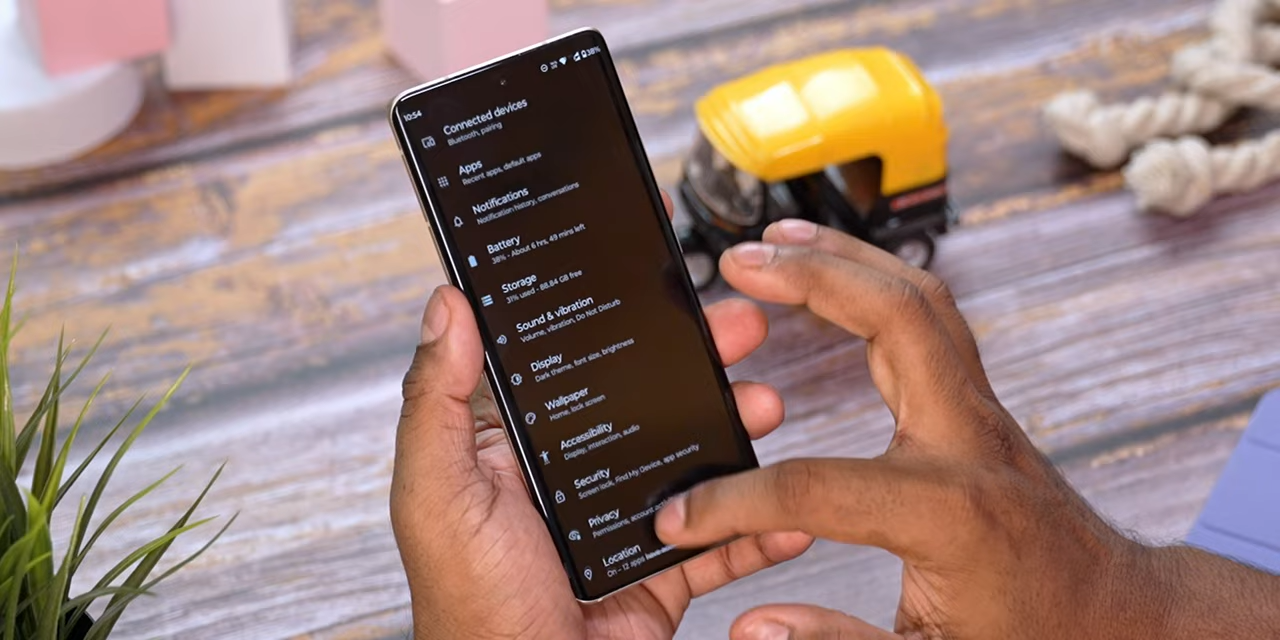 10:54
38%
Connected devices
Bluetooth, pairing
Apps
Recent apps, default apps
Notifications
Notification history, conversations
Battery
38% - About 6 hrs, 49 mins left
Storage
31% used - 88.84 GB free
Sound & vibration
Volume, vibration, Do Not Disturb
Display
Dark theme, font size, brightness
Wallpaper
Home, lock screen
Accessibility
Display, interaction, audio
Security
Screen lock, Find My Device, app security
Privacy
Permissions, account
Location
On - 12 apps have